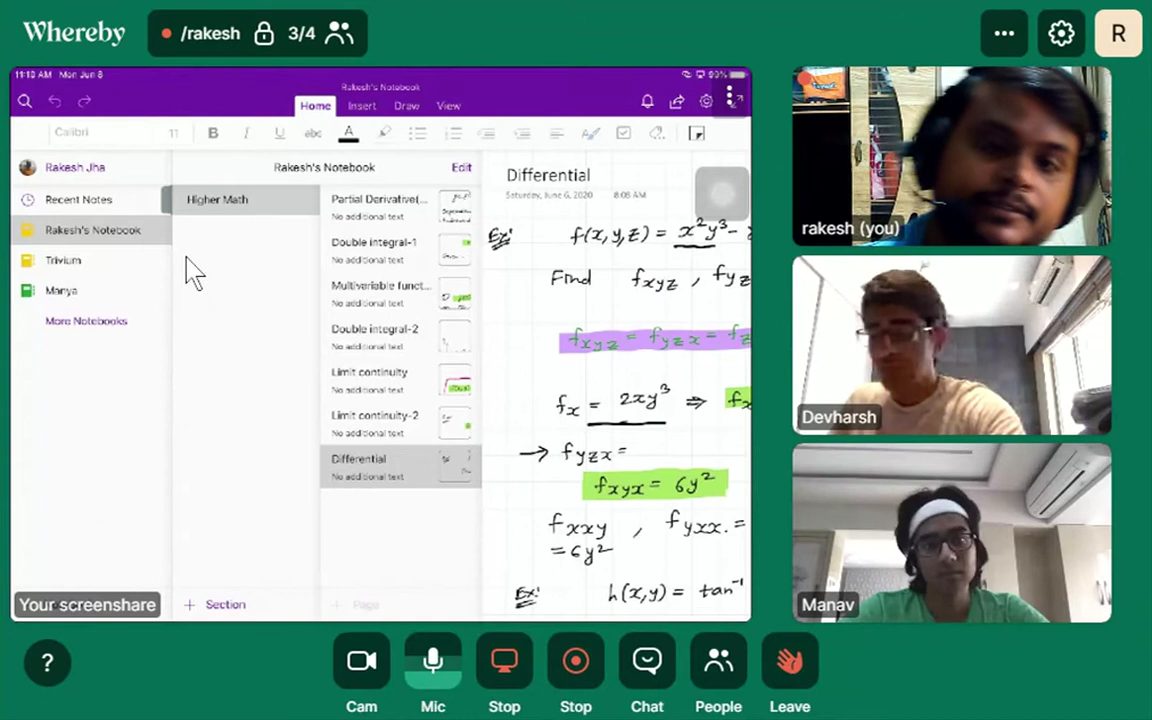 Whereby
/rakesh 3/4
R
11:10 AM Mon Jun 8
99%
Rakesh's Notebook
Home Insert Draw View
Calibri 11 B I U abc A
Rakesh Jha
Rakesh's Notebook Edit
Recent Notes
Rakesh's Notebook
Trivium
Manya
More Notebooks
Higher Math
Partial Derivative(...
No additional text
Double integral-1
No additional text
Multivariable funct...
No additional text
Double integral-2
No additional text
Limit continuity
No additional text
Limit continuity-2
No additional text
Differential
No additional text
+ Section
+ Page
Differential
Saturday, June 6, 2020 8:08 AM
Ex: f(x,y,z) = x²y³-
Find fxyz , fyz
fxyz = fyzx = fz
fx = 2xy³ ⇒ fx
→ fyzx =
fxyx = 6y²
fxxy , fyxx. =
= 6y²
Ex: h(x,y) = tan⁻¹
Your screenshare
rakesh (you)
Devharsh
Manav
?
Cam
Mic
Stop
Stop
Chat
People
Leave